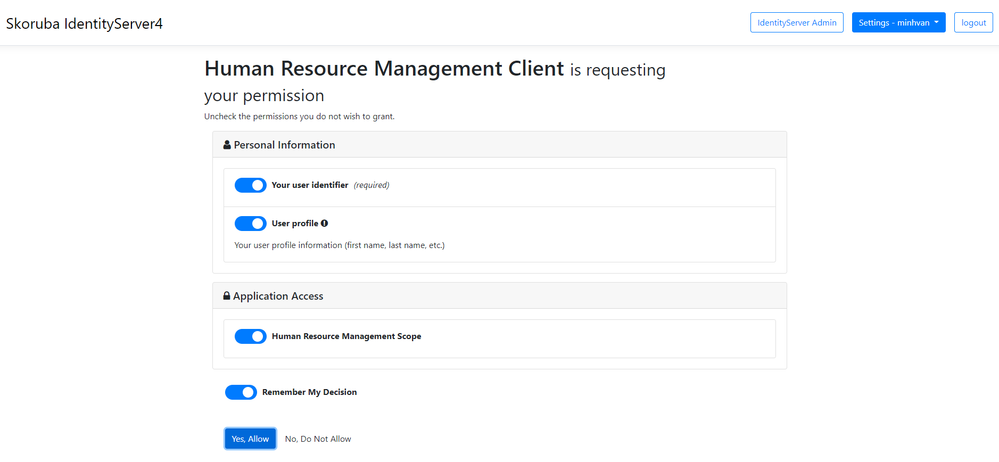 Skoruba IdentityServer4
IdentityServer Admin
Settings - minhvan
logout
Human Resource Management Client is requesting
your permission
Uncheck the permissions you do not wish to grant.
Personal Information
Your user identifier (required)
User profile
Your user profile information (first name, last name, etc.)
Application Access
Human Resource Management Scope
Remember My Decision
Yes, Allow
No, Do Not Allow